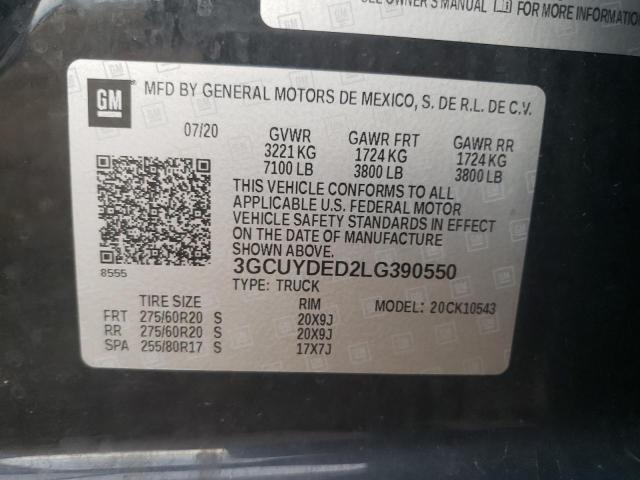 SEE OWNER'S MANUAL FOR MORE INFORMATION
GM
MFD BY GENERAL MOTORS DE MEXICO, S. DE R.L. DE C.V.
07/20 GVWR GAWR FRT GAWR RR
3221 KG 1724 KG 1724 KG
7100 LB 3800 LB 3800 LB
THIS VEHICLE CONFORMS TO ALL
APPLICABLE U.S. FEDERAL MOTOR
VEHICLE SAFETY STANDARDS IN EFFECT
ON THE DATE OF MANUFACTURE
SHOWN ABOVE.
8555
3GCUYDED2LG390550
TYPE: TRUCK
TIRE SIZE RIM MODEL: 20CK10543
FRT 275/60R20 S 20X9J
RR 275/60R20 S 20X9J
SPA 255/80R17 S 17X7J